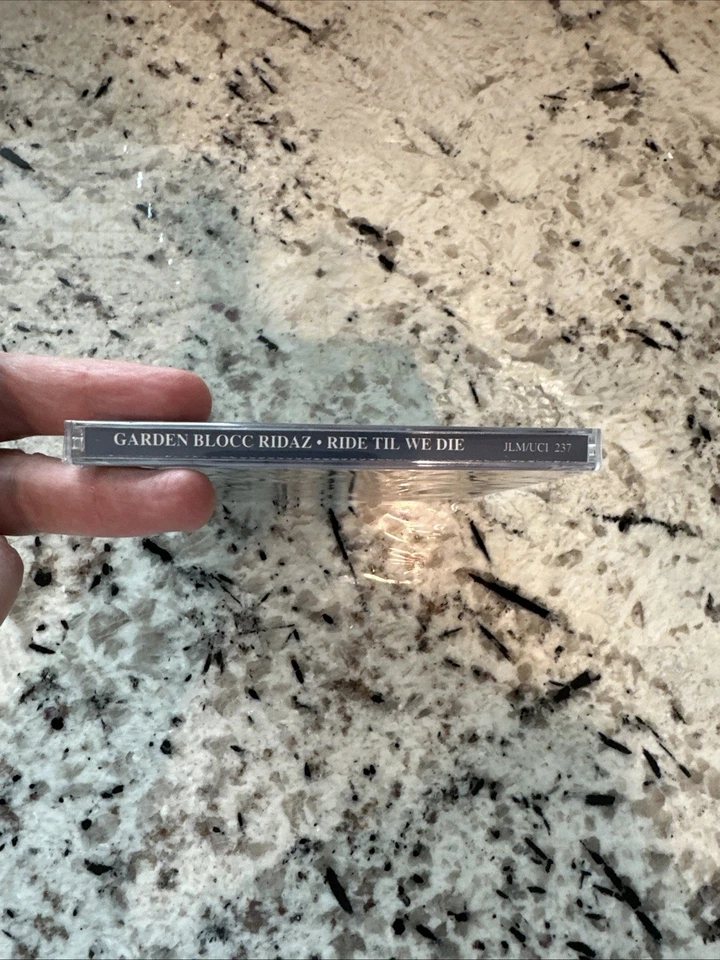 GARDEN BLOCC RIDAZ • RIDE TIL WE DIE JLM/UCI 237